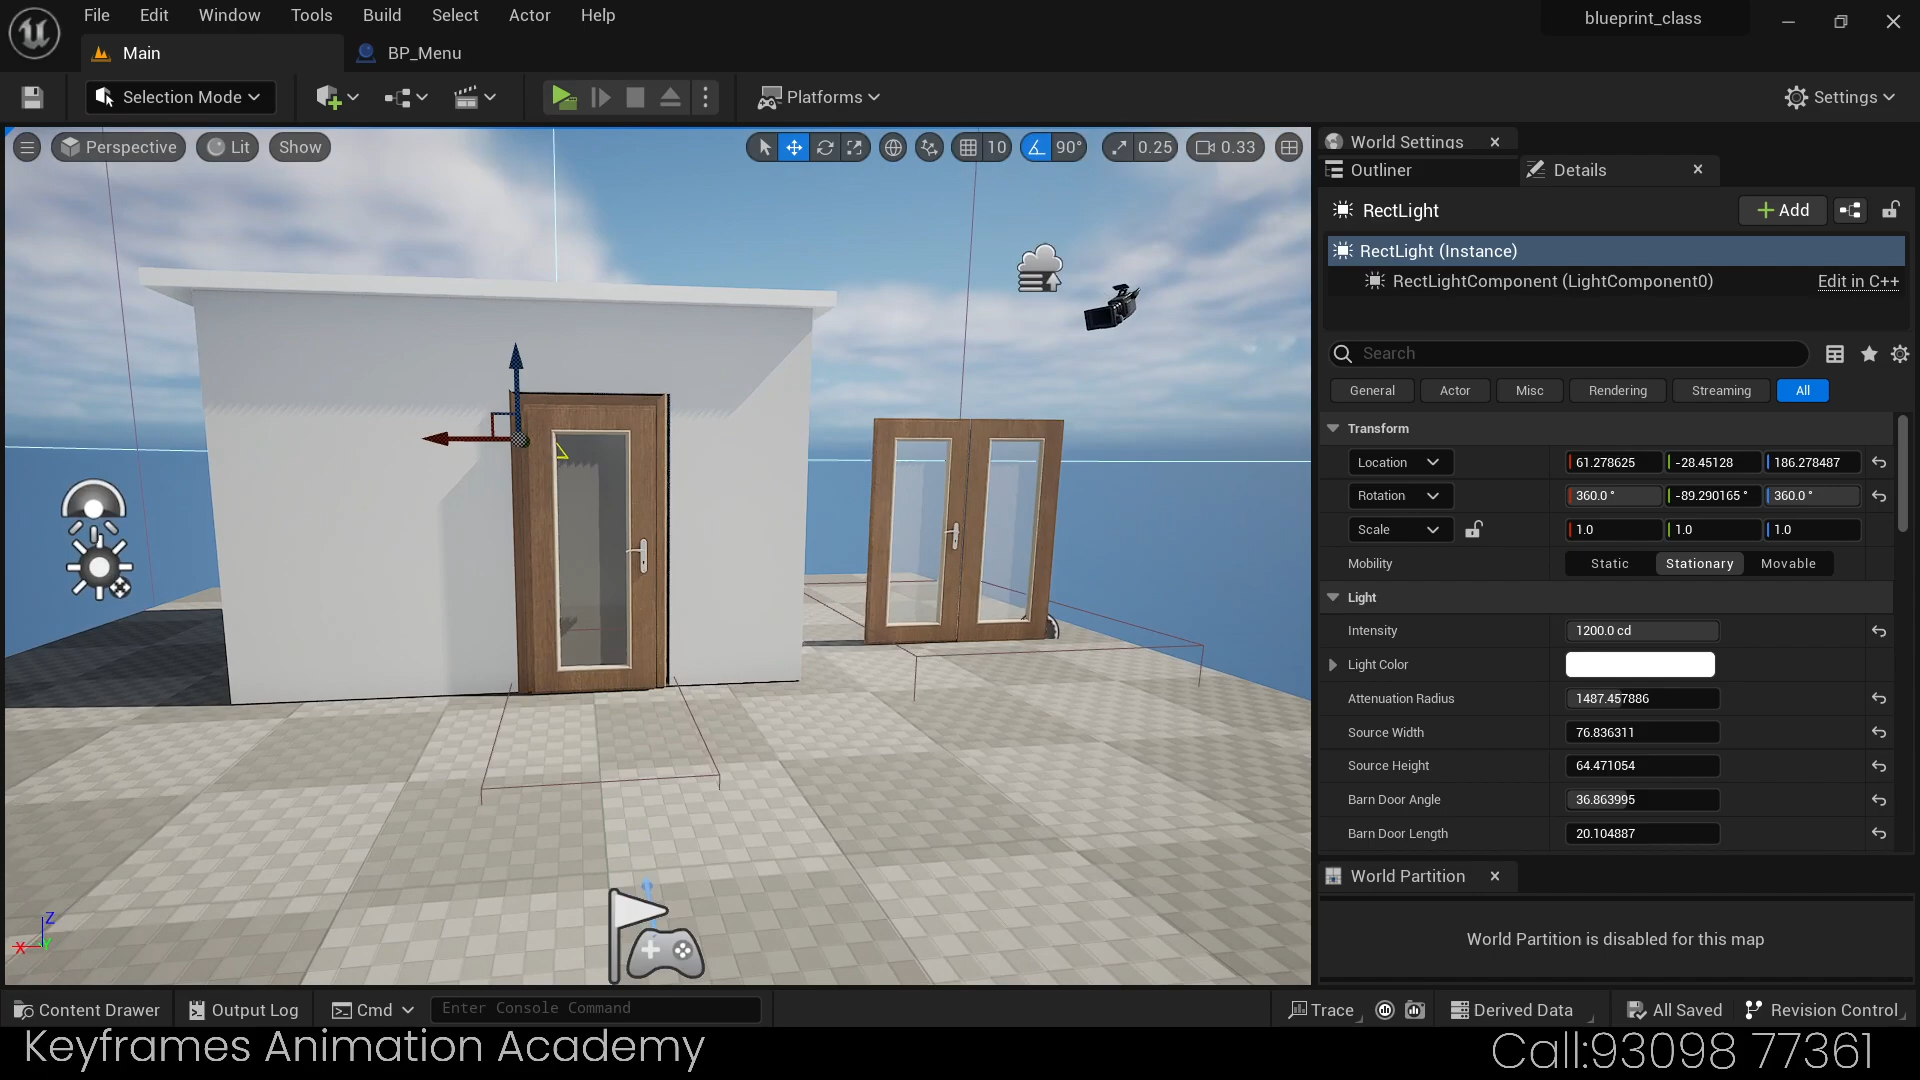 File Edit Window Tools Build Select Actor Help
blueprint_class
Main
BP_Menu
Selection Mode
Platforms
Settings
Perspective
Lit
Show
10
90°
0.25
0.33
World Settings
Outliner
Details
RectLight
Add
RectLight (Instance)
RectLightComponent (LightComponent0)
Edit in C++
Search
General
Actor
Misc
Rendering
Streaming
All
Transform
Location 61.278625 -28.45128 186.278487
Rotation 360.0 ° -89.290165 ° 360.0 °
Scale 1.0 1.0 1.0
Mobility Static Stationary Movable
Light
Intensity 1200.0 cd
Light Color
Attenuation Radius 1487.457886
Source Width 76.836311
Source Height 64.471054
Barn Door Angle 36.863995
Barn Door Length 20.104887
World Partition
World Partition is disabled for this map
Z
X
Y
Content Drawer
Output Log
Cmd
Enter Console Command
Trace
Derived Data
All Saved
Revision Control
Keyframes Animation Academy
Call:93098 77361